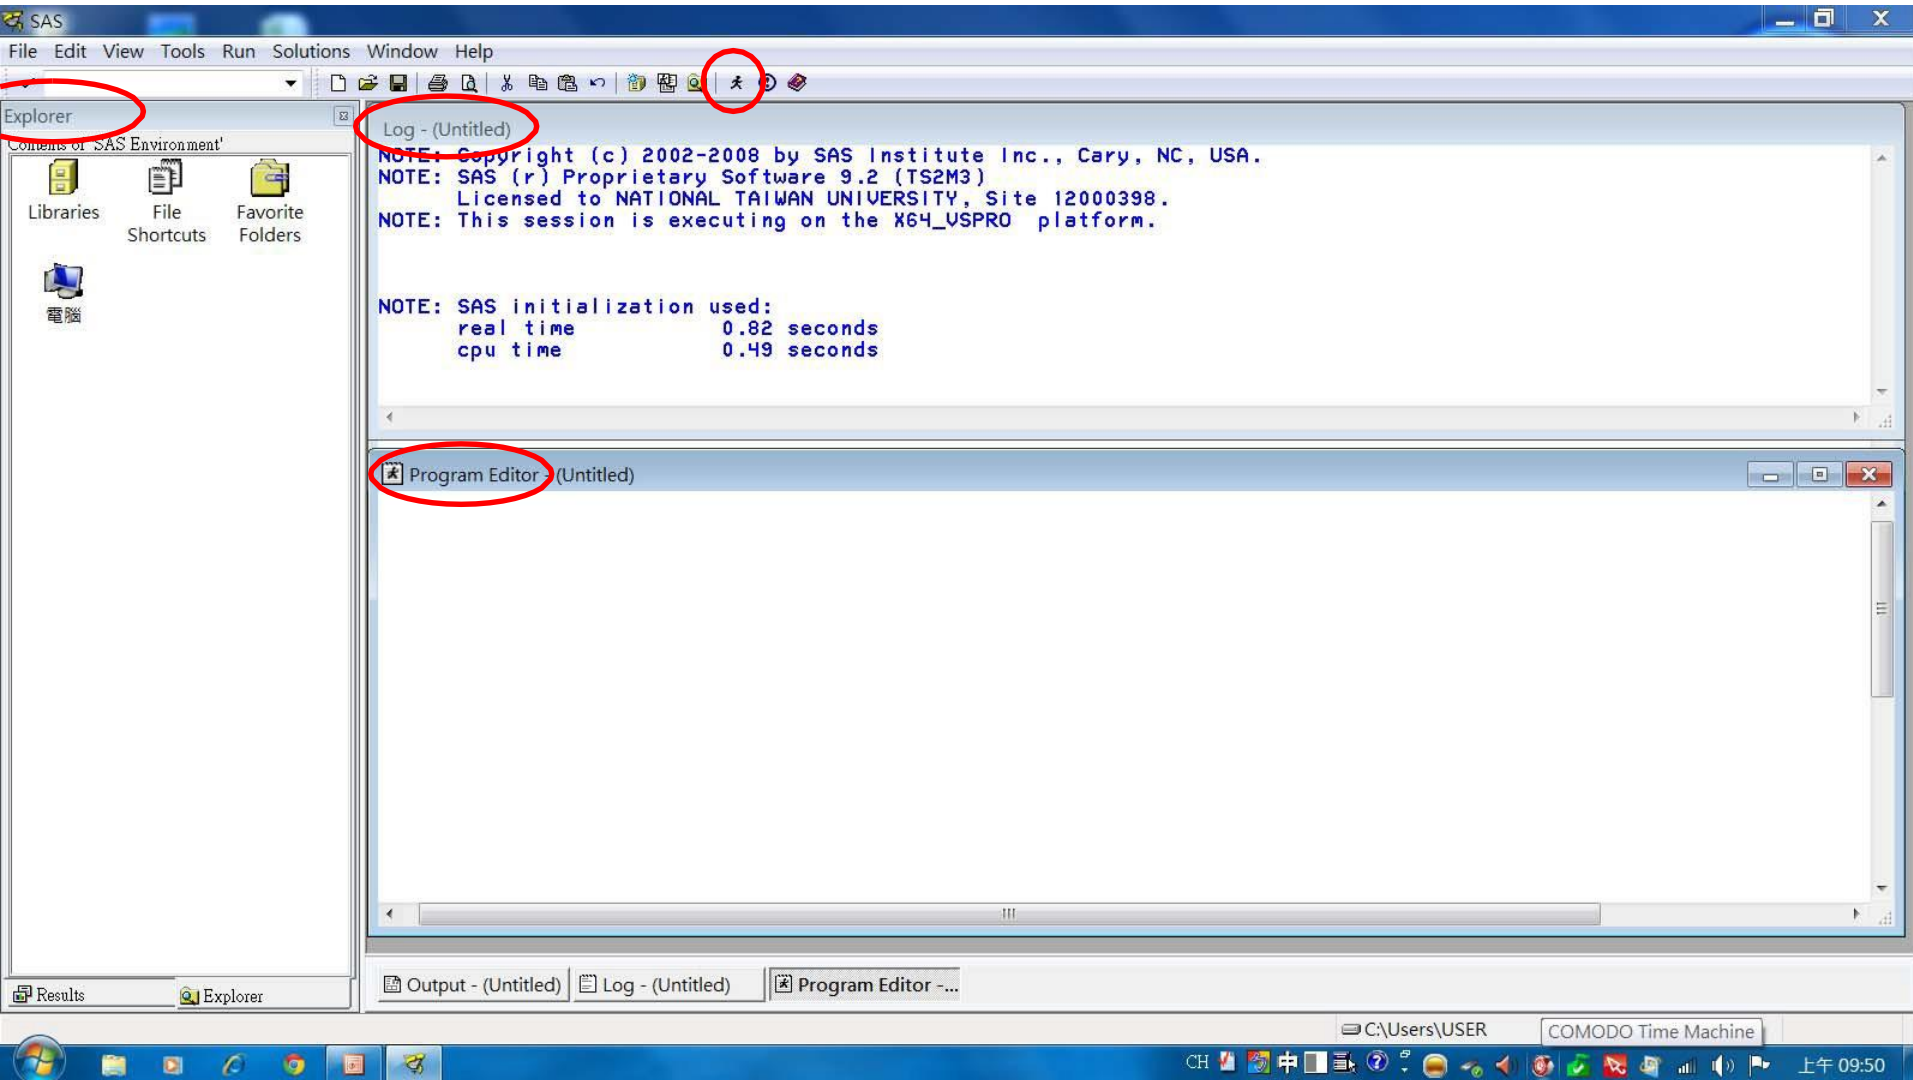 SAS
File Edit View Tools Run Solutions Window Help
Explorer
Contents of 'SAS Environment'
Libraries
File Shortcuts
Favorite Folders
電腦
Log - (Untitled)
NOTE: Copyright (c) 2002-2008 by SAS Institute Inc., Cary, NC, USA.
NOTE: SAS (r) Proprietary Software 9.2 (TS2M3)
Licensed to NATIONAL TAIWAN UNIVERSITY, Site 12000398.
NOTE: This session is executing on the X64_VSPRO platform.
NOTE: SAS initialization used:
real time 0.82 seconds
cpu time 0.49 seconds
Program Editor - (Untitled)
Results
Explorer
Output - (Untitled)
Log - (Untitled)
Program Editor -...
C:\Users\USER
COMODO Time Machine
CH 中
上午 09:50